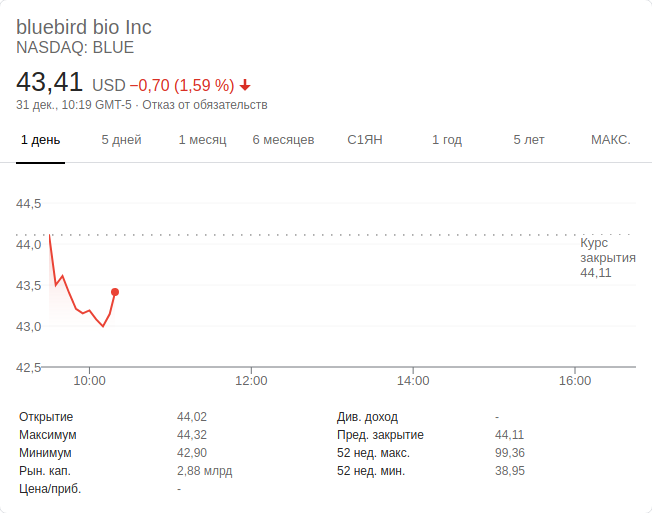 bluebird bio Inc
NASDAQ: BLUE
43,41 USD −0,70 (1,59 %)
31 дек., 10:19 GMT-5 · Отказ от обязательств
1 день 5 дней 1 месяц 6 месяцев С1ЯН 1 год 5 лет МАКС.
44,5
44,0
43,5
43,0
42,5
Курс
закрытия
44,11
10:00 12:00 14:00 16:00
Открытие 44,02 Див. доход -
Максимум 44,32 Пред. закрытие 44,11
Минимум 42,90 52 нед. макс. 99,36
Рын. кап. 2,88 млрд 52 нед. мин. 38,95
Цена/приб. -